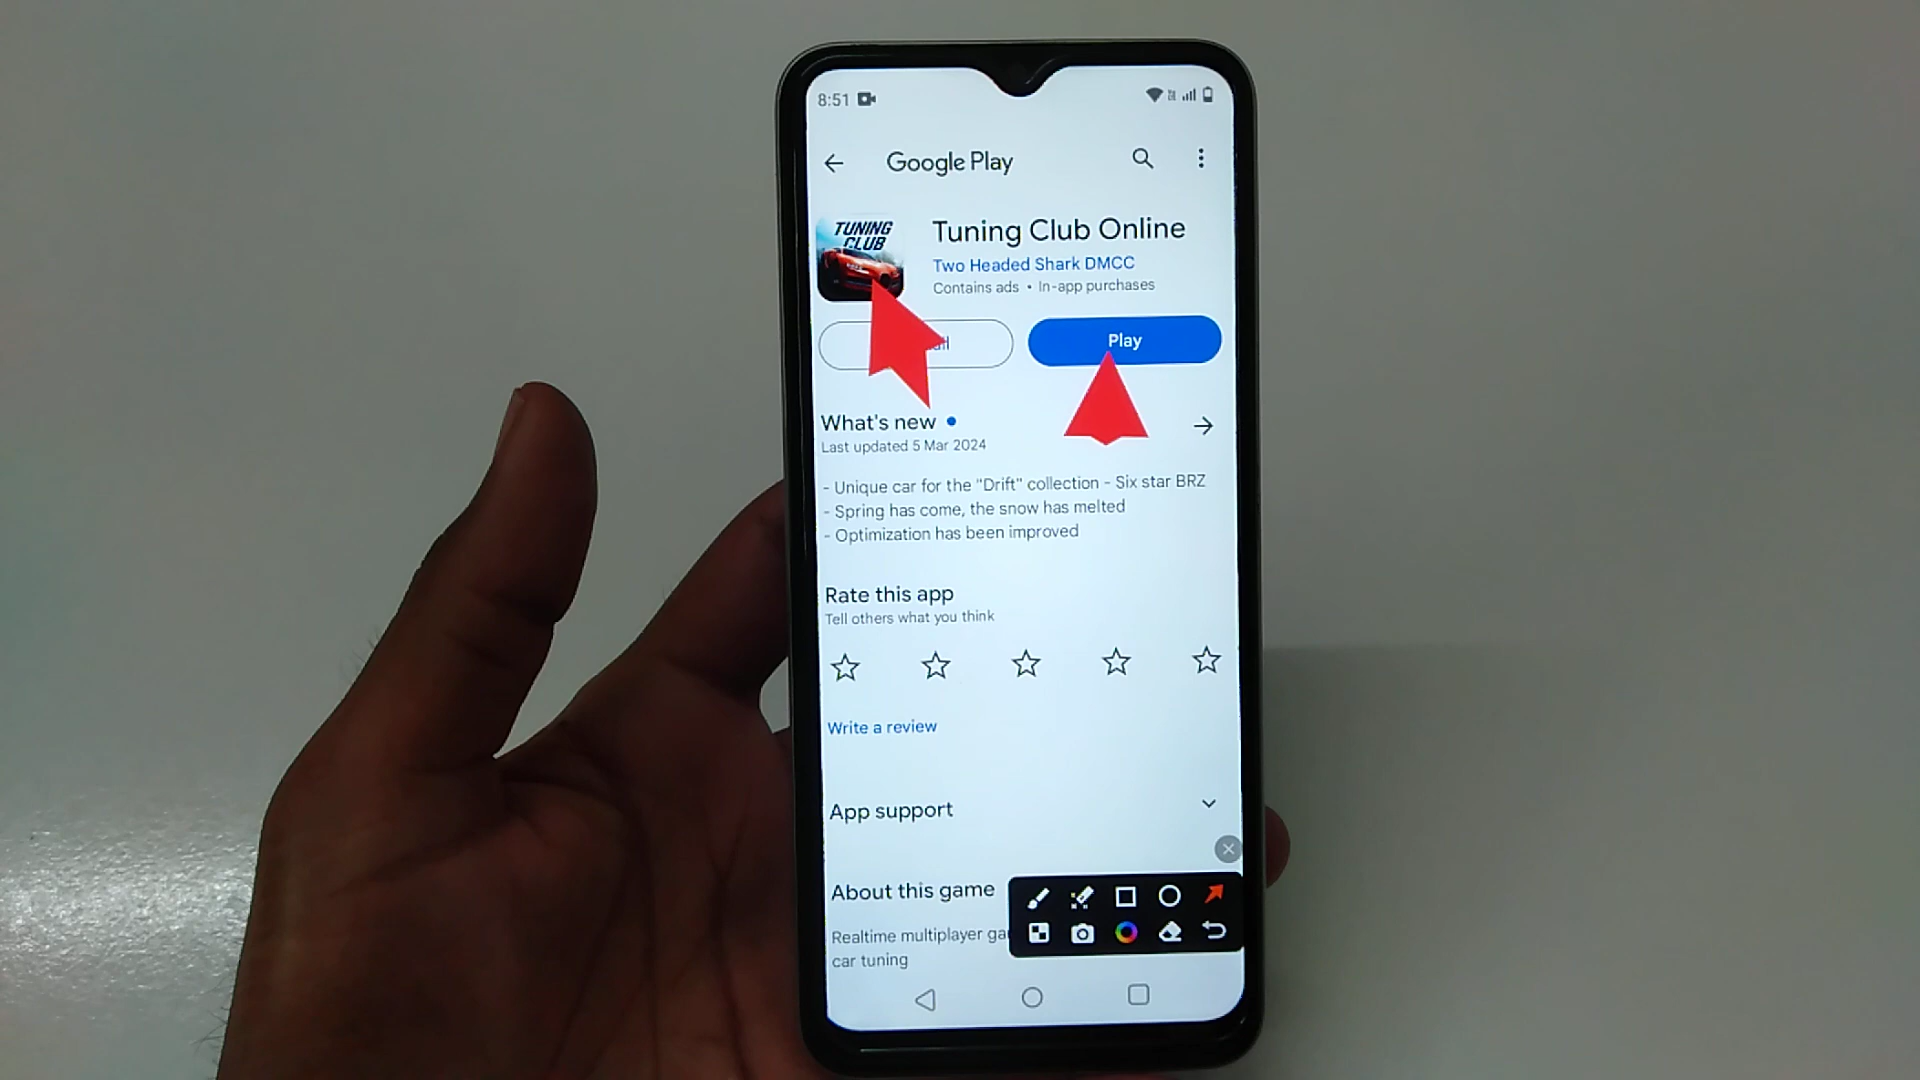 8:51
Google Play
TUNING
CLUB
Tuning Club Online
Two Headed Shark DMCC
Contains ads • In-app purchases
Play
What's new
Last updated 5 Mar 2024
- Unique car for the "Drift" collection - Six star BRZ
- Spring has come, the snow has melted
- Optimization has been improved
Rate this app
Tell others what you think
Write a review
App support
About this game
Realtime multiplayer
car tuning